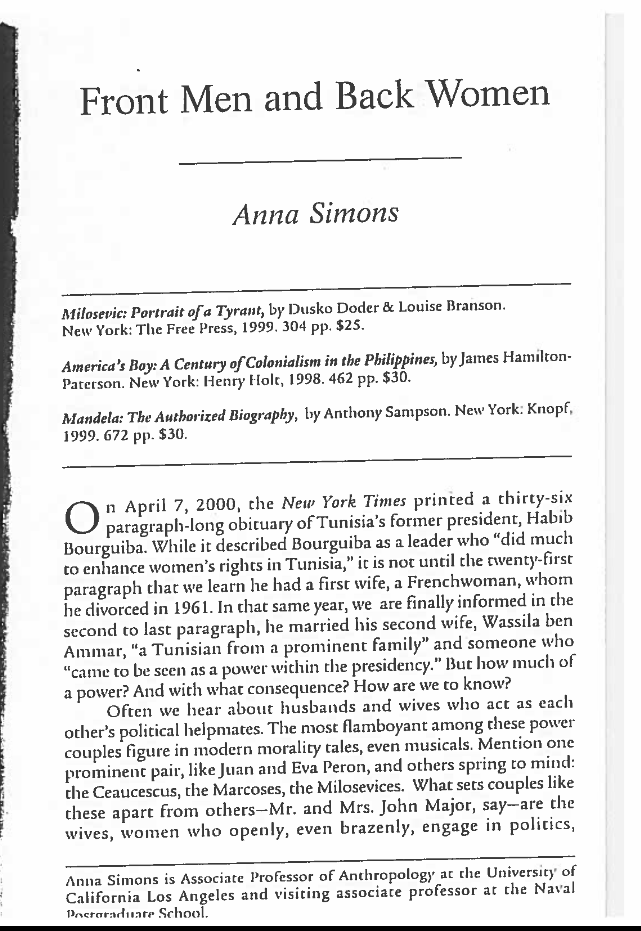 Front Men and Back Women
Anna Simons
Milosevic: Portrait of a Tyrant, by Dusko Doder & Louise Branson.
New York: The Free Press, 1999. 304 pp. $25.
America's Boy: A Century of Colonialism in the Philippines, by James Hamilton-
Paterson. New York: Henry Holt, 1998. 462 pp. $30.
Mandela: The Authorized Biography, by Anthony Sampson. New York: Knopf,
1999. 672 pp. $30.
On April 7, 2000, the New York Times printed a thirty-six
paragraph-long obituary of Tunisia's former president, Habib
Bourguiba. While it described Bourguiba as a leader who "did much
to enhance women's rights in Tunisia," it is not until the twenty-first
paragraph that we learn he had a first wife, a Frenchwoman, whom
he divorced in 1961. In that same year, we are finally informed in the
second to last paragraph, he married his second wife, Wassila ben
Ammar, "a Tunisian from a prominent family" and someone who
"came to be seen as a power within the presidency." But how much of
a power? And with what consequence? How are we to know?
Often we hear about husbands and wives who act as each
other's political helpmates. The most flamboyant among these power
couples figure in modern morality tales, even musicals. Mention one
prominent pair, like Juan and Eva Peron, and others spring to mind:
the Ceaucescus, the Marcoses, the Milosevices. What sets couples like
these apart from others—Mr. and Mrs. John Major, say—are the
wives, women who openly, even brazenly, engage in politics,
Anna Simons is Associate Professor of Anthropology at the University of
California Los Angeles and visiting associate professor at the Naval
Postgraduate School.